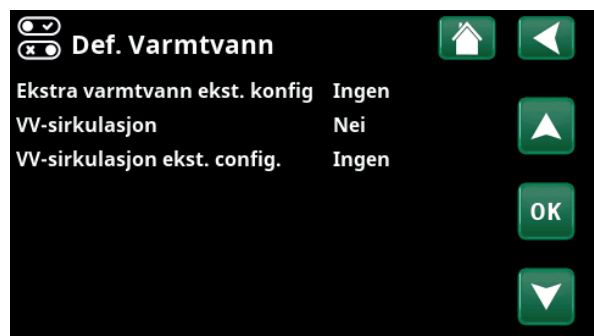 Def. Varmtvann
Ekstra varmtvann ekst. konfig Ingen
VV-sirkulasjon Nei
VV-sirkulasjon ekst. config. Ingen
OK